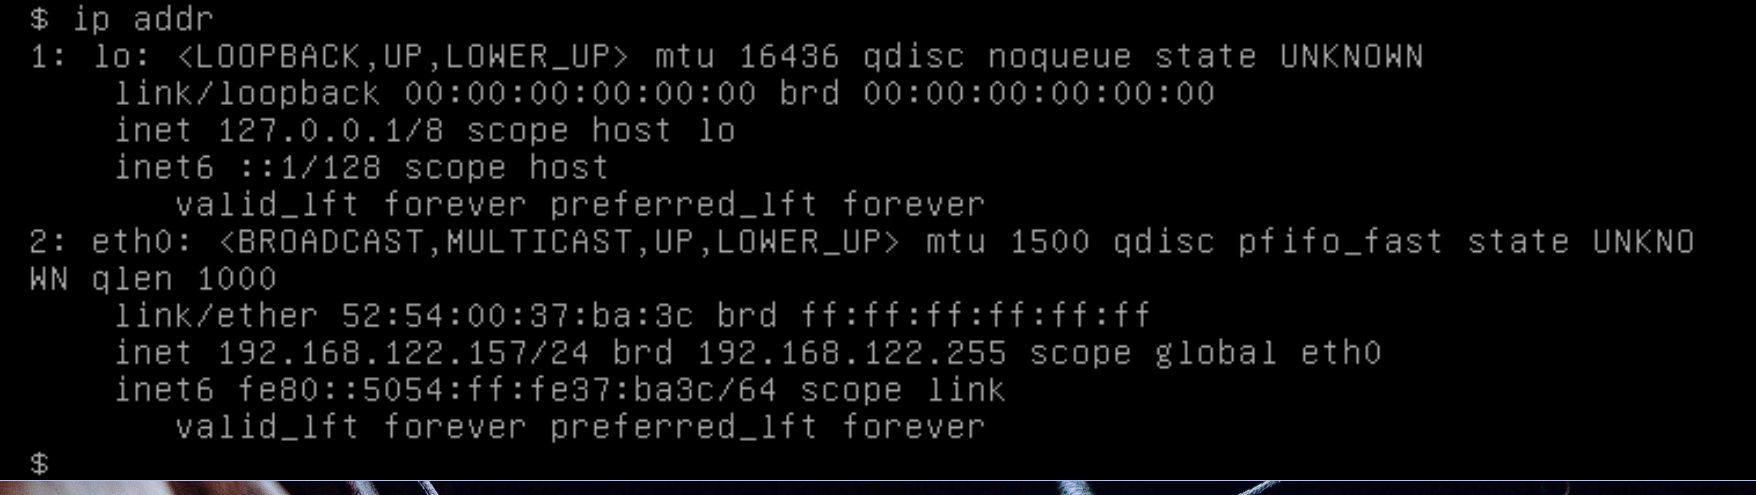 $ ip addr
1: lo: <LOOPBACK,UP,LOWER_UP> mtu 16436 qdisc noqueue state UNKNOWN
link/loopback 00:00:00:00:00:00 brd 00:00:00:00:00:00
inet 127.0.0.1/8 scope host lo
inet6 ::1/128 scope host
valid_lft forever preferred_lft forever
2: eth0: <BROADCAST,MULTICAST,UP,LOWER_UP> mtu 1500 qdisc pfifo_fast state UNKNO
WN qlen 1000
link/ether 52:54:00:37:ba:3c brd ff:ff:ff:ff:ff:ff
inet 192.168.122.157/24 brd 192.168.122.255 scope global eth0
inet6 fe80::5054:ff:fe37:ba3c/64 scope link
valid_lft forever preferred_lft forever
$